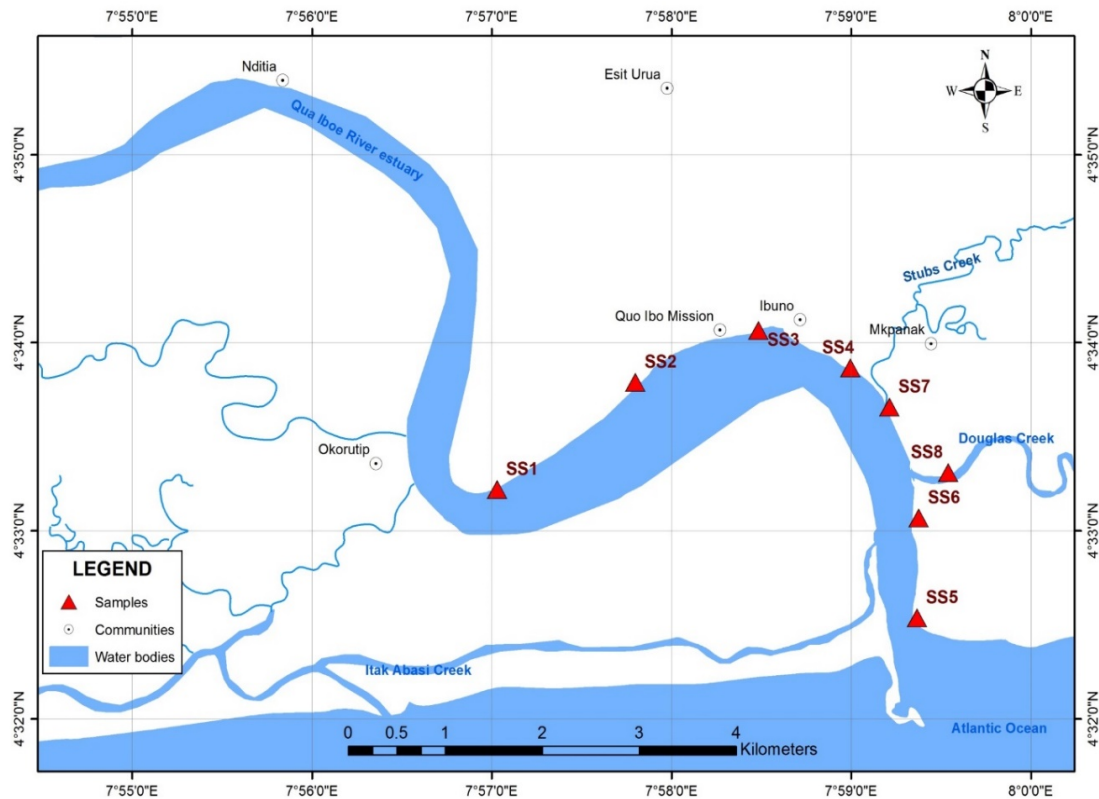 7°55'0"E 7°56'0"E 7°57'0"E 7°58'0"E 7°59'0"E 8°0'0"E
Nditia
Esit Urua
N
W E
S
Qua Iboe River estuary
4°35'0"N 4°35'0"N
Stubs Creek
Quo Ibo Mission
Ibuno
Mkpanak
4°34'0"N 4°34'0"N
SS3
SS4
SS2
SS7
Okorutip
Douglas Creek
SS8
SS1
SS6
4°33'0"N 4°33'0"N
SS5
LEGEND
Samples
Communities
Water bodies
Itak Abasi Creek
4°32'0"N 4°32'0"N
Atlantic Ocean
0 0.5 1 2 3 4
Kilometers
7°55'0"E 7°56'0"E 7°57'0"E 7°58'0"E 7°59'0"E 8°0'0"E